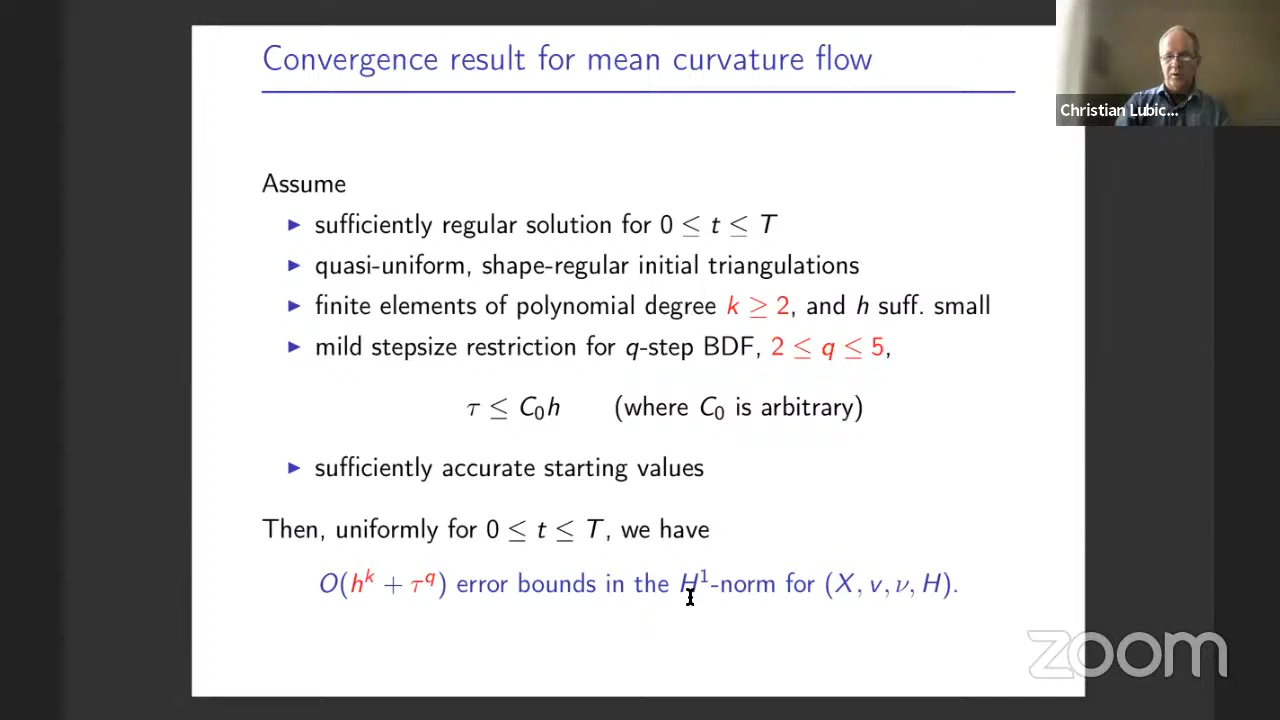 Convergence result for mean curvature flow
Christian Lubic...
Assume
▶ sufficiently regular solution for 0 ≤ t ≤ T
▶ quasi-uniform, shape-regular initial triangulations
▶ finite elements of polynomial degree k ≥ 2, and h suff. small
▶ mild stepsize restriction for q-step BDF, 2 ≤ q ≤ 5,
τ ≤ C₀h (where C₀ is arbitrary)
▶ sufficiently accurate starting values
Then, uniformly for 0 ≤ t ≤ T, we have
O(hᵏ + τ^q) error bounds in the H¹-norm for (X, v, ν, H).
zoom